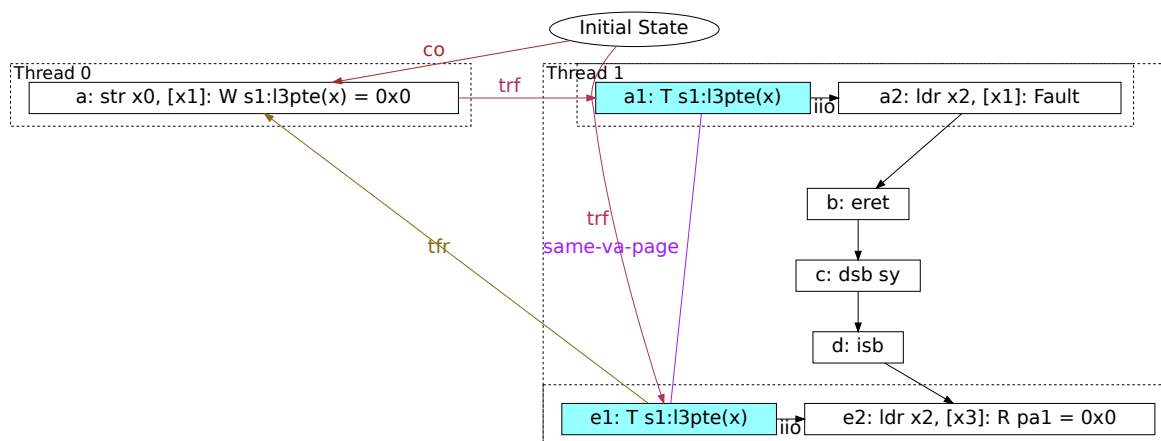 Initial State
co
Thread 0
Thread 1
a: str x0, [x1]: W s1:l3pte(x) = 0x0
trf
a1: T s1:l3pte(x)
iio
a2: ldr x2, [x1]: Fault
b: eret
trf
tfr
same-va-page
c: dsb sy
d: isb
e1: T s1:l3pte(x)
iio
e2: ldr x2, [x3]: R pa1 = 0x0